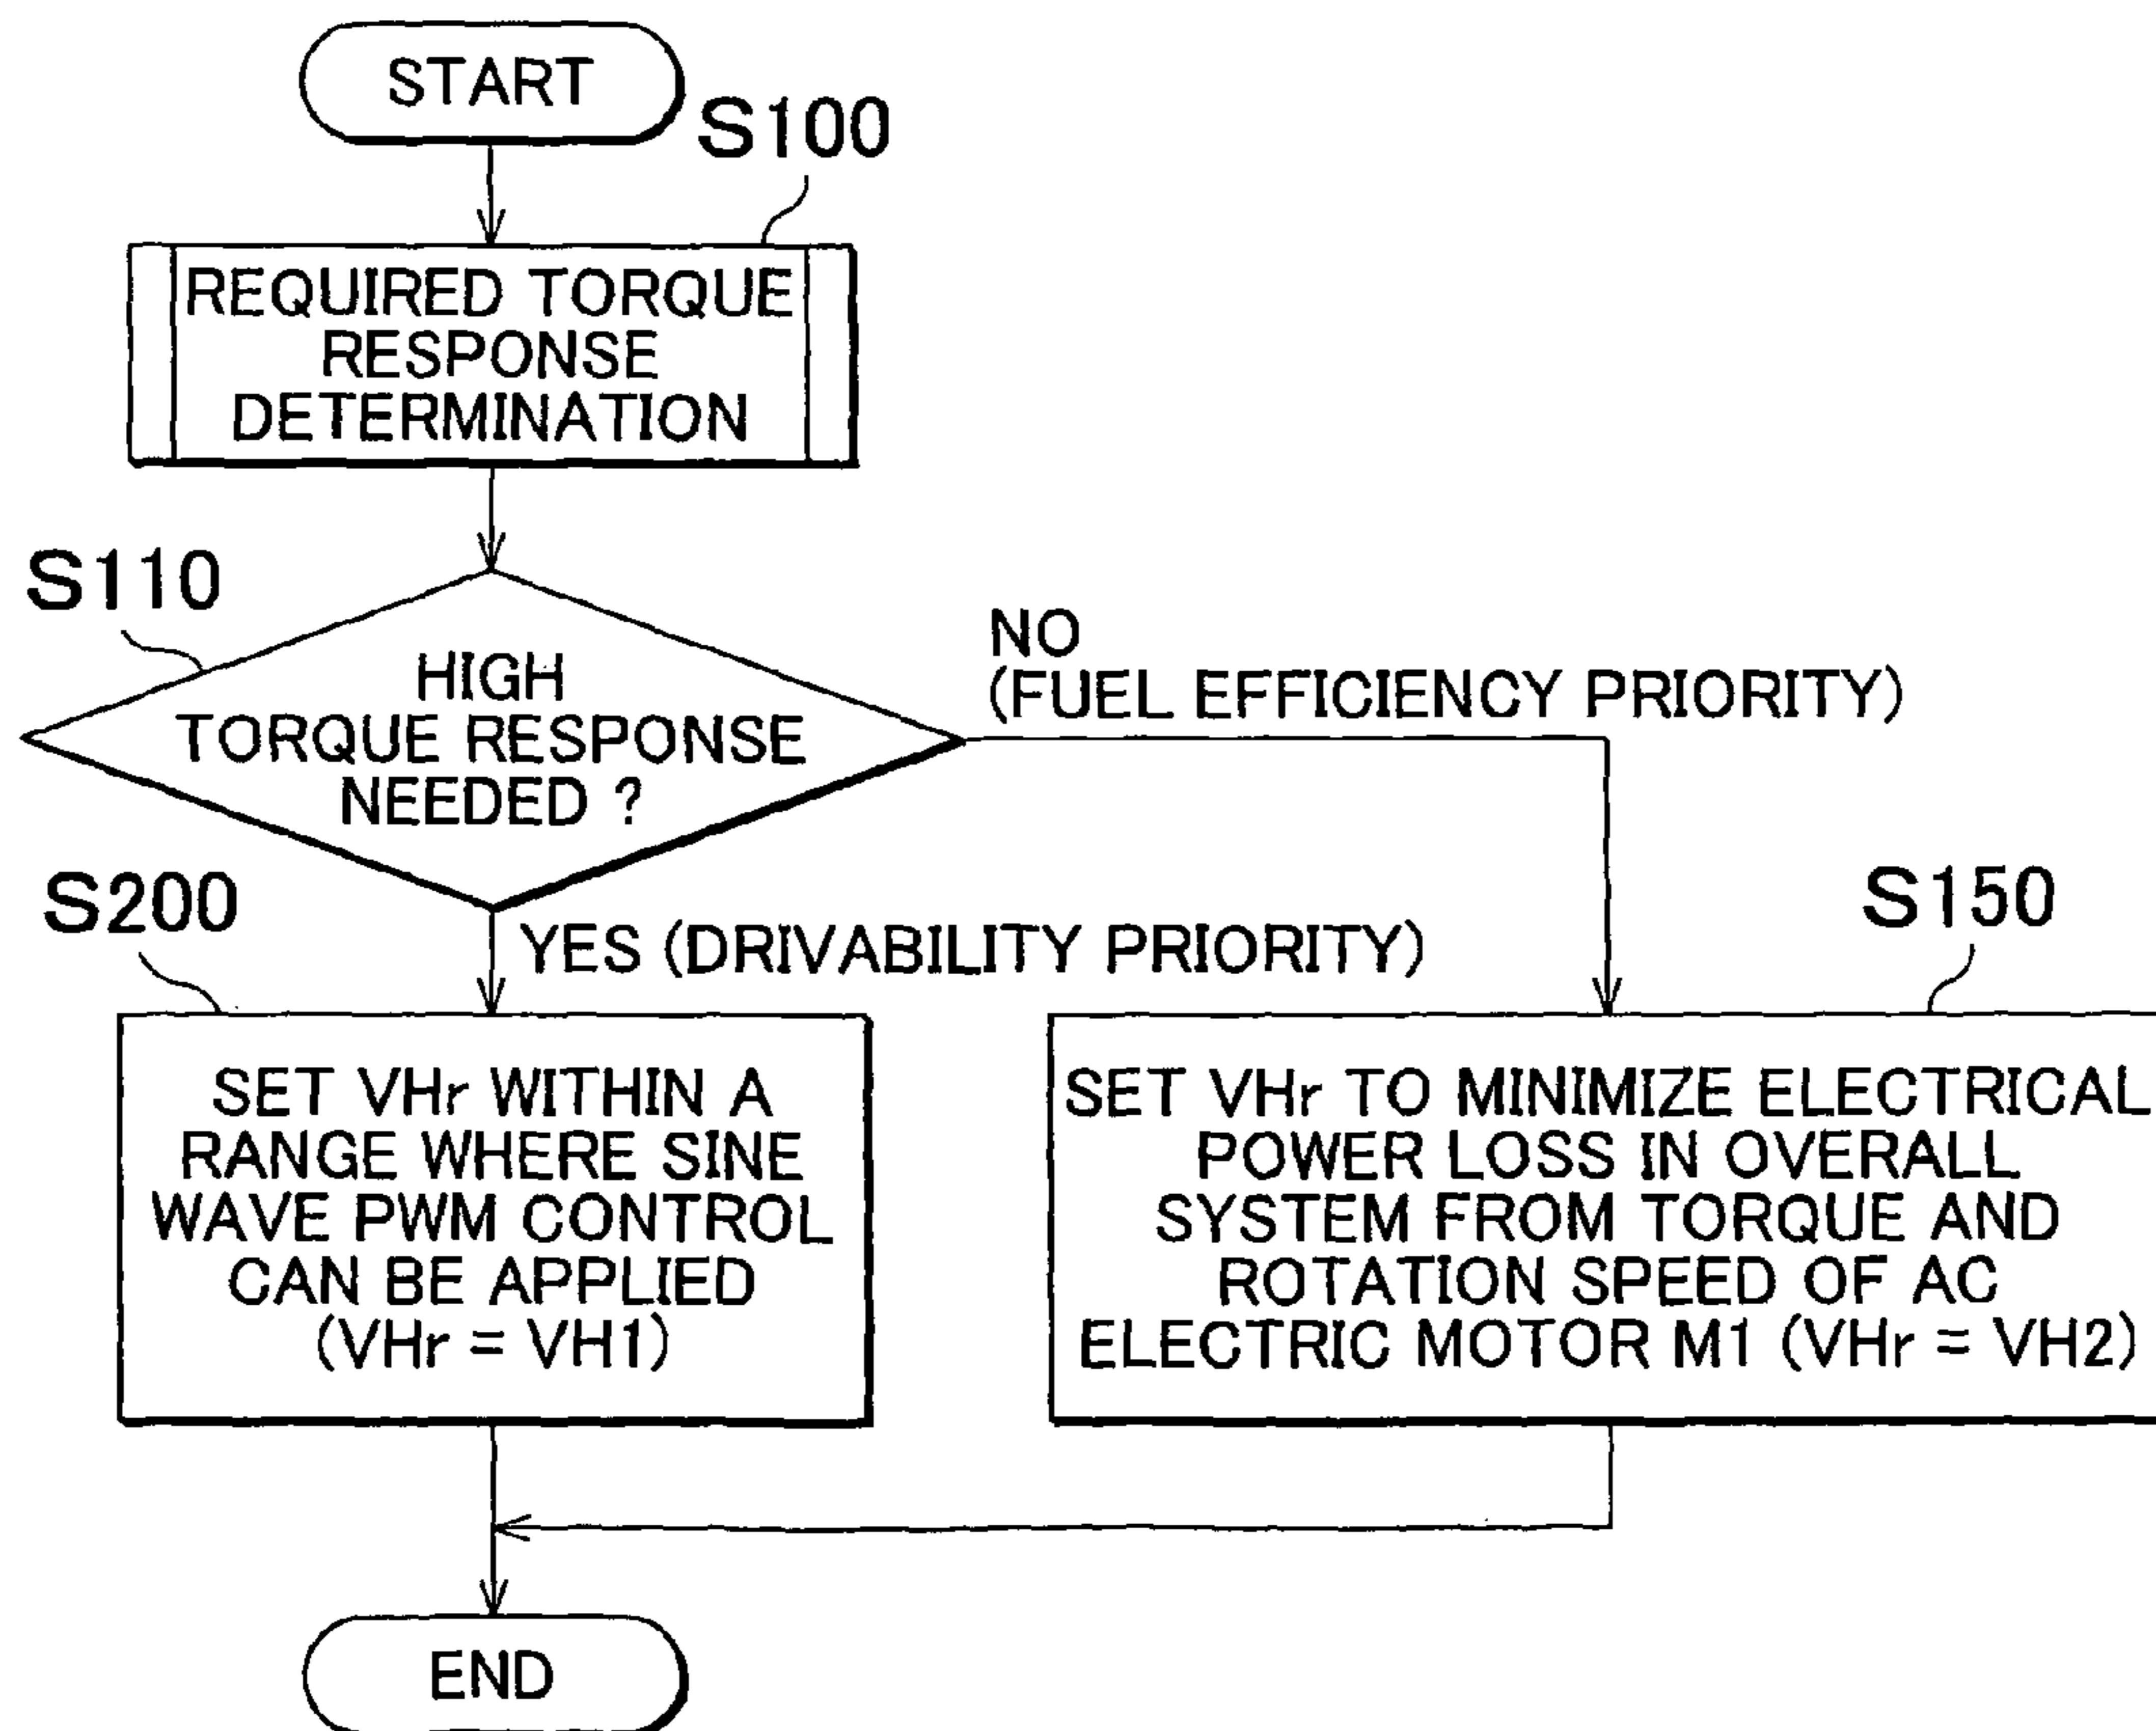 START
S100
REQUIRED TORQUE
RESPONSE
DETERMINATION
S110
HIGH
TORQUE RESPONSE
NEEDED ?
NO
(FUEL EFFICIENCY PRIORITY)
S200
YES (DRIVABILITY PRIORITY)
S150
SET VHr WITHIN A
RANGE WHERE SINE
WAVE PWM CONTROL
CAN BE APPLIED
(VHr = VH1)
SET VHr TO MINIMIZE ELECTRICAL
POWER LOSS IN OVERALL
SYSTEM FROM TORQUE AND
ROTATION SPEED OF AC
ELECTRIC MOTOR M1 (VHr = VH2)
END